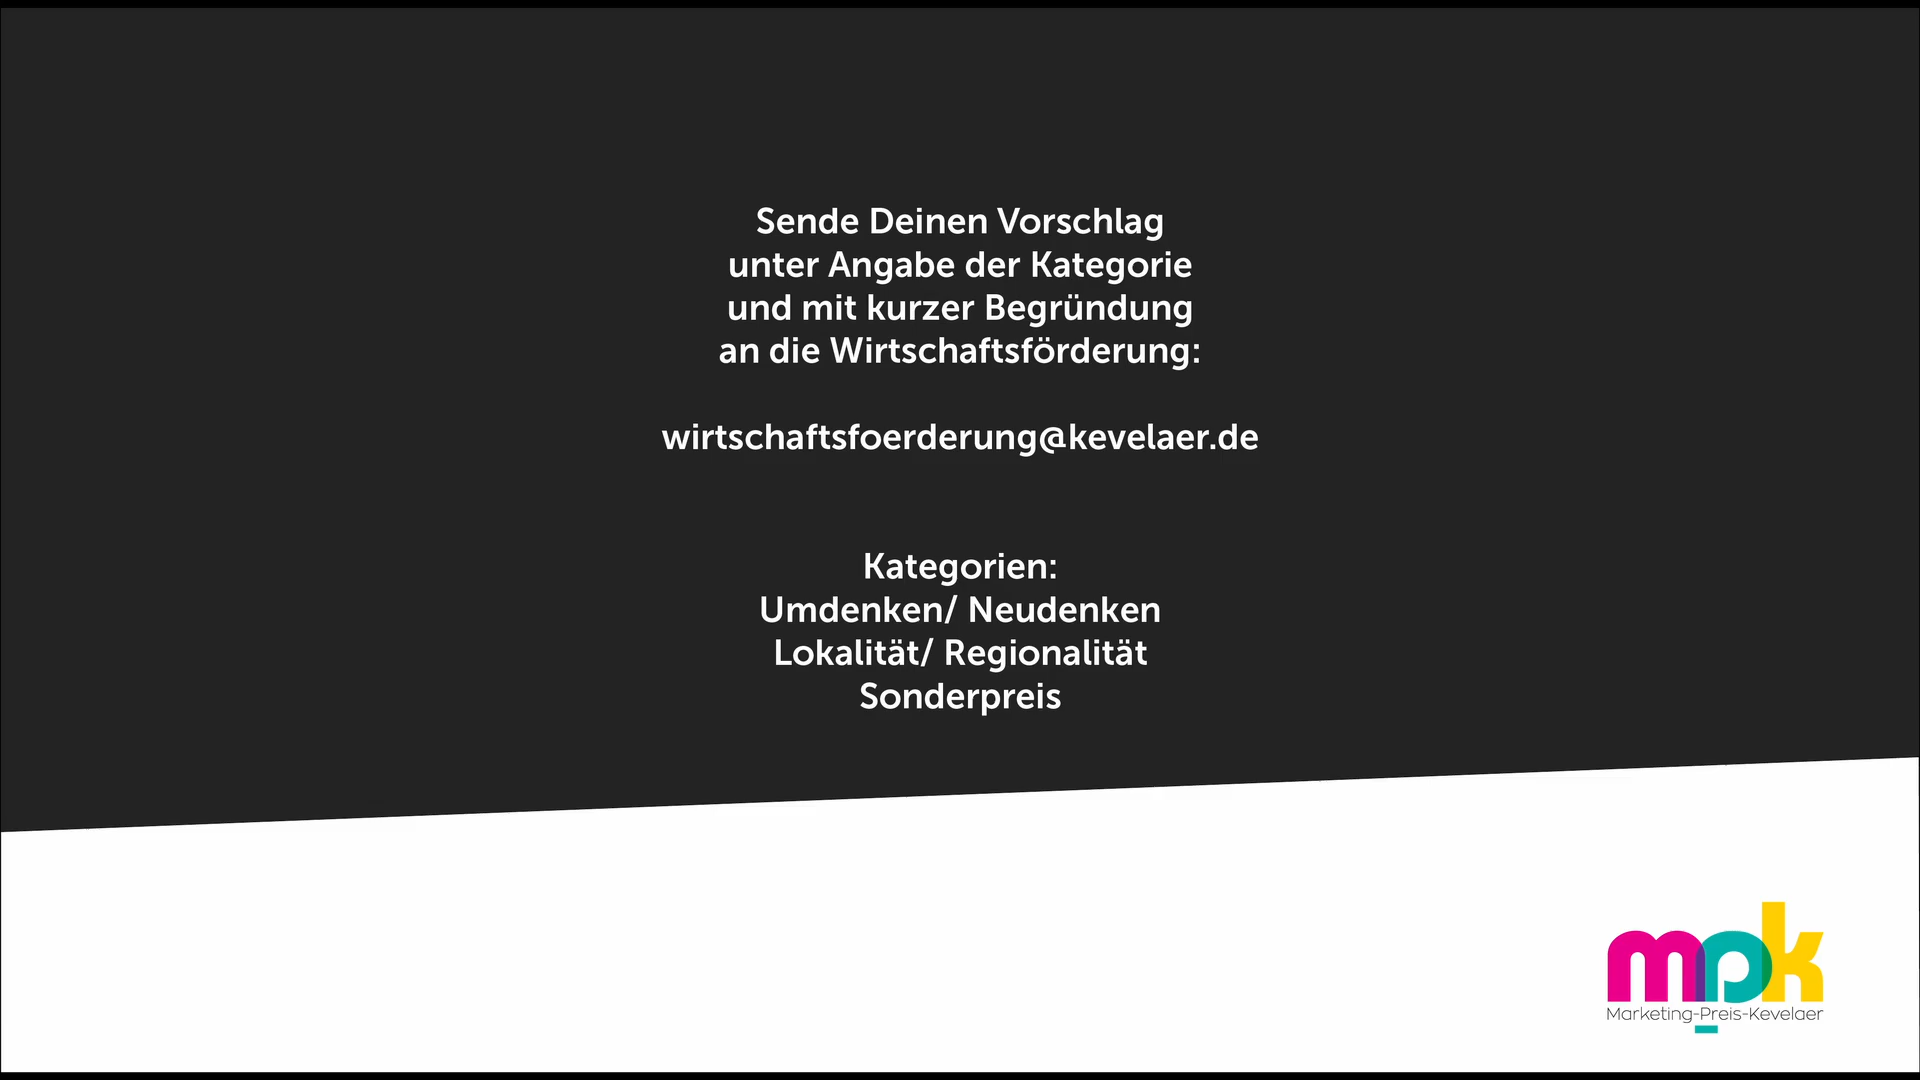 Sende Deinen Vorschlag
unter Angabe der Kategorie
und mit kurzer Begründung
an die Wirtschaftsförderung:
wirtschaftsfoerderung@kevelaer.de
Kategorien:
Umdenken/ Neudenken
Lokalität/ Regionalität
Sonderpreis
mpk
Marketing-Preis-Kevelaer